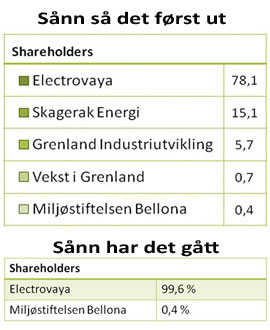 Sånn så det først ut
Shareholders
Electrovaya 78,1
Skagerak Energi 15,1
Grenland Industriutvikling 5,7
Vekst i Grenland 0,7
Miljøstiftelsen Bellona 0,4
Sånn har det gått
Shareholders
Electrovaya 99,6 %
Miljøstiftelsen Bellona 0,4 %